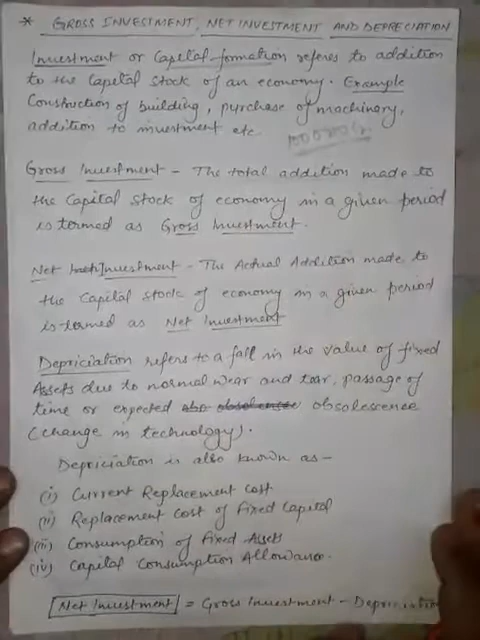 * GROSS INVESTMENT, NET INVESTMENT AND DEPRECIATION
Investment or Capital formation referes to addition
to the Capital Stock of an economy. Example
Construction of building, purchase of machinery,
addition to investment etc
Gross Investment - The total addition made to
the Capital Stock of economy in a given period
is termed as Gross Investment.
Net Investment - The Actual Addition made to
the Capital Stock of economy in a given period
is termed as Net Investment
Depriciation refers to a fall in the value of fixed
Assets due to normal wear and tear, passage of
time or expected obsolescence
(change in technology).
Depriciation is also known as -
(i) Current Replacement Cost
(ii) Replacement Cost of Fixed Capital
(iii) Consumption of Fixed Assets
(iv) Capital Consumption Allowance.
Net Investment = Gross Investment - Depriciation